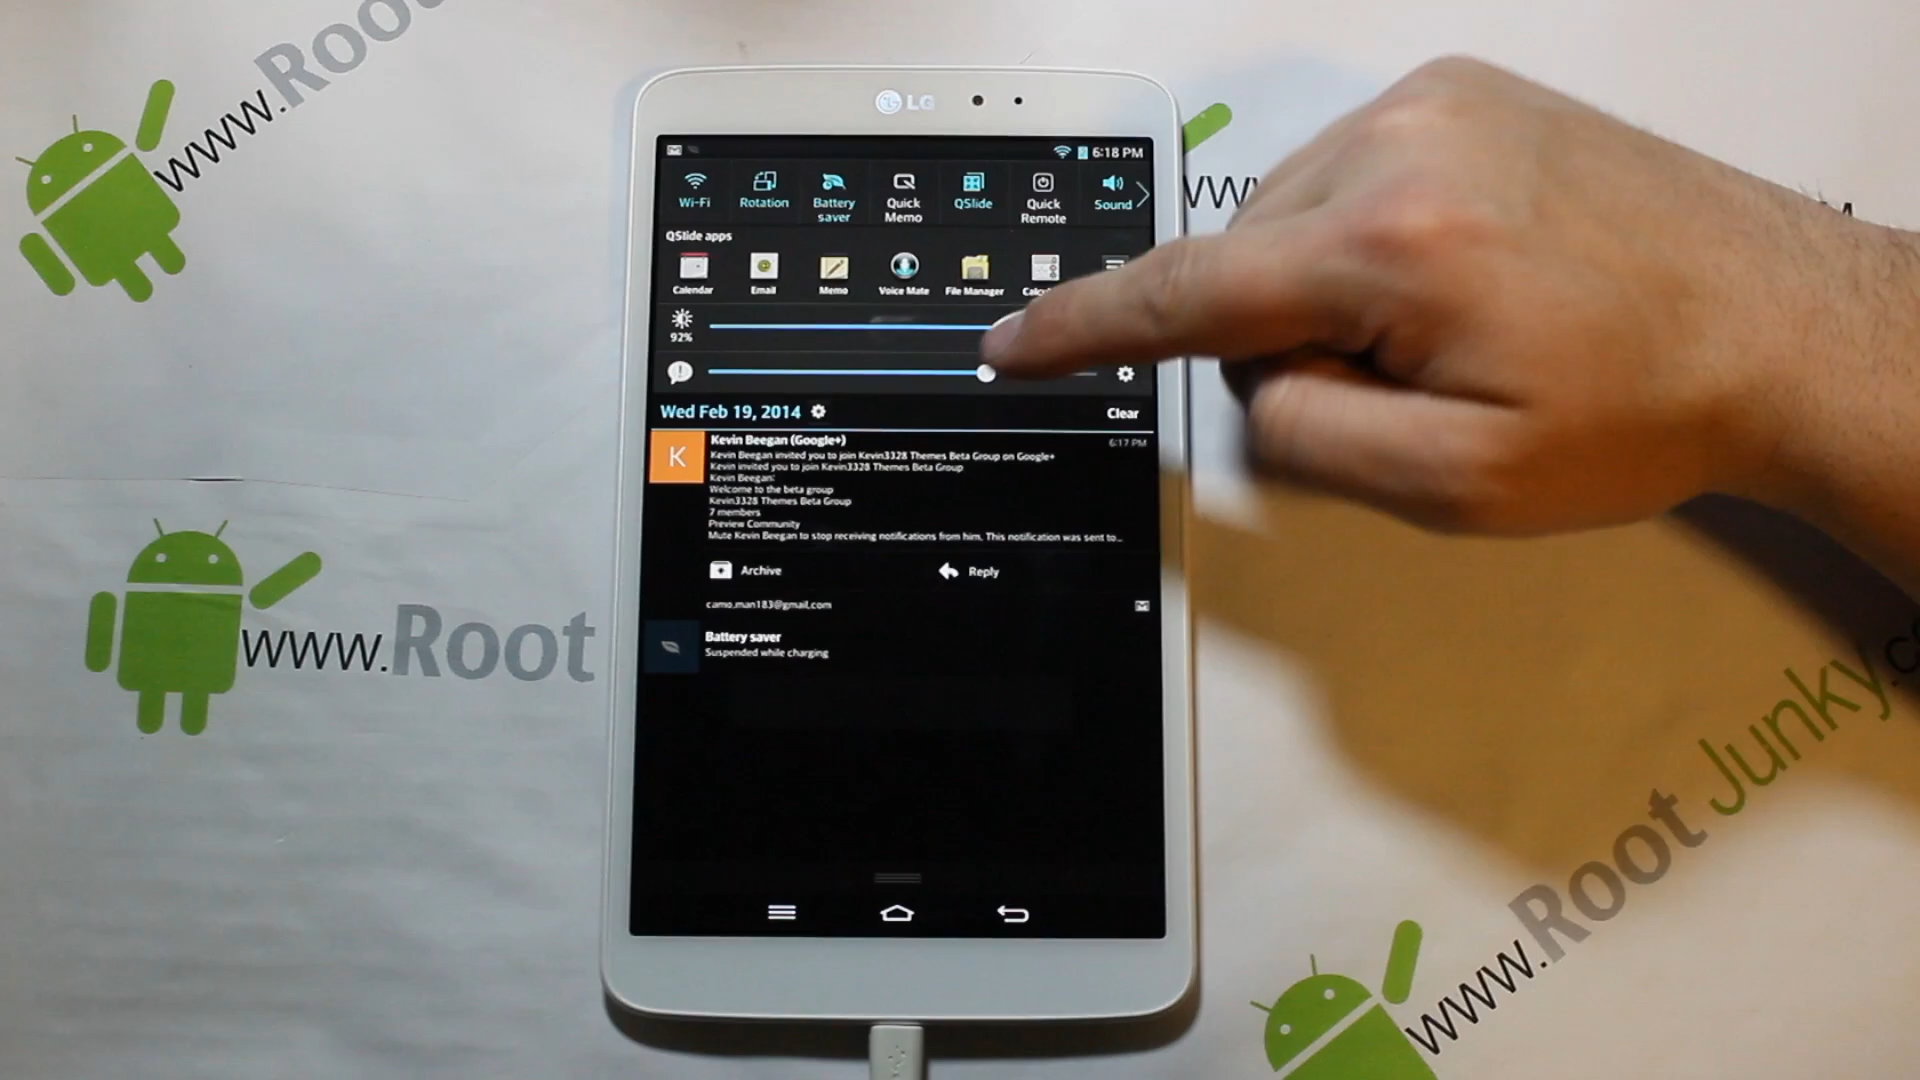 www.Root
LG
6:18 PM
Wi-Fi
Rotation
Battery saver
Quick Memo
QSlide
Quick Remote
Sound
QSlide apps
Calendar
Email
Memo
Voice Mate
File Manager
92%
Wed Feb 19, 2014
Clear
K
Kevin Beegan (Google+)
6:17 PM
Kevin Beegan invited you to join Kevin3328 Themes Beta Group on Google+
Kevin invited you to join Kevin3328 Themes Beta Group
Kevin Beegan:
Welcome to the beta group
Kevin3328 Themes Beta Group
7 members
Preview Community
Mute Kevin Beegan to stop receiving notifications from him. This notification was sent to...
Archive
Reply
camo.man183@gmail.com
Battery saver
Suspended while charging
www.Root
www.Root Junky.co